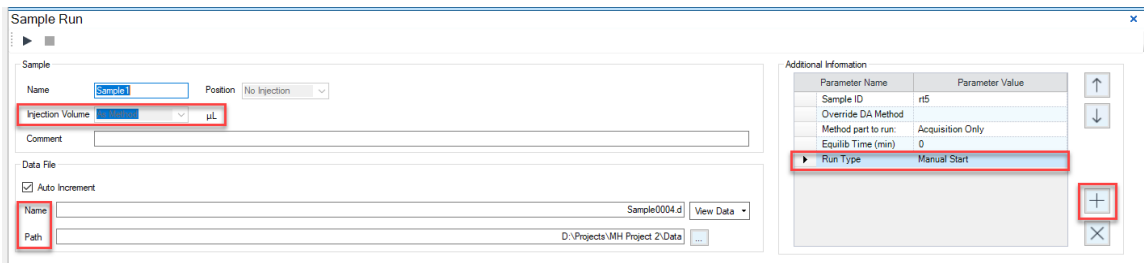 Sample Run
Sample
Name Sample1 Position No Injection
Injection Volume As Method µL
Comment
Data File
Auto Increment
Name Sample0004.d View Data
Path D:\Projects\MH Project 2\Data ...
Additional Information
Parameter Name Parameter Value
Sample ID rt5
Override DA Method
Method part to run: Acquisition Only
Equilib Time (min) 0
Run Type Manual Start